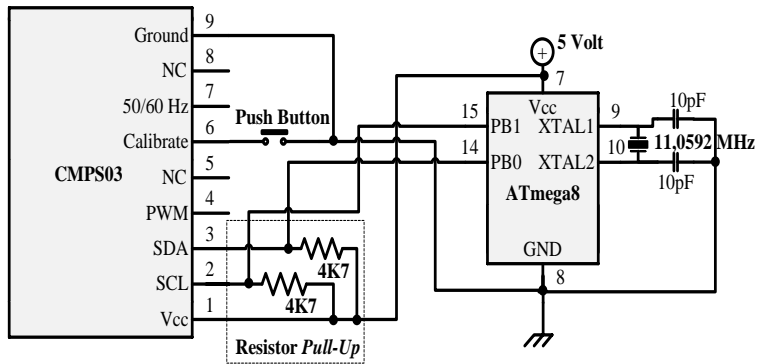 CMPS03
Ground
9
NC
8
50/60 Hz
7
Calibrate
6
NC
5
PWM
4
SDA
3
SCL
2
Vcc
1
Push Button
4K7
4K7
Resistor Pull-Up
5 Volt
7
Vcc
15
PB1
14
PB0
XTAL1
9
XTAL2
10
ATmega8
GND
8
10pF
11,0592 MHz
10pF